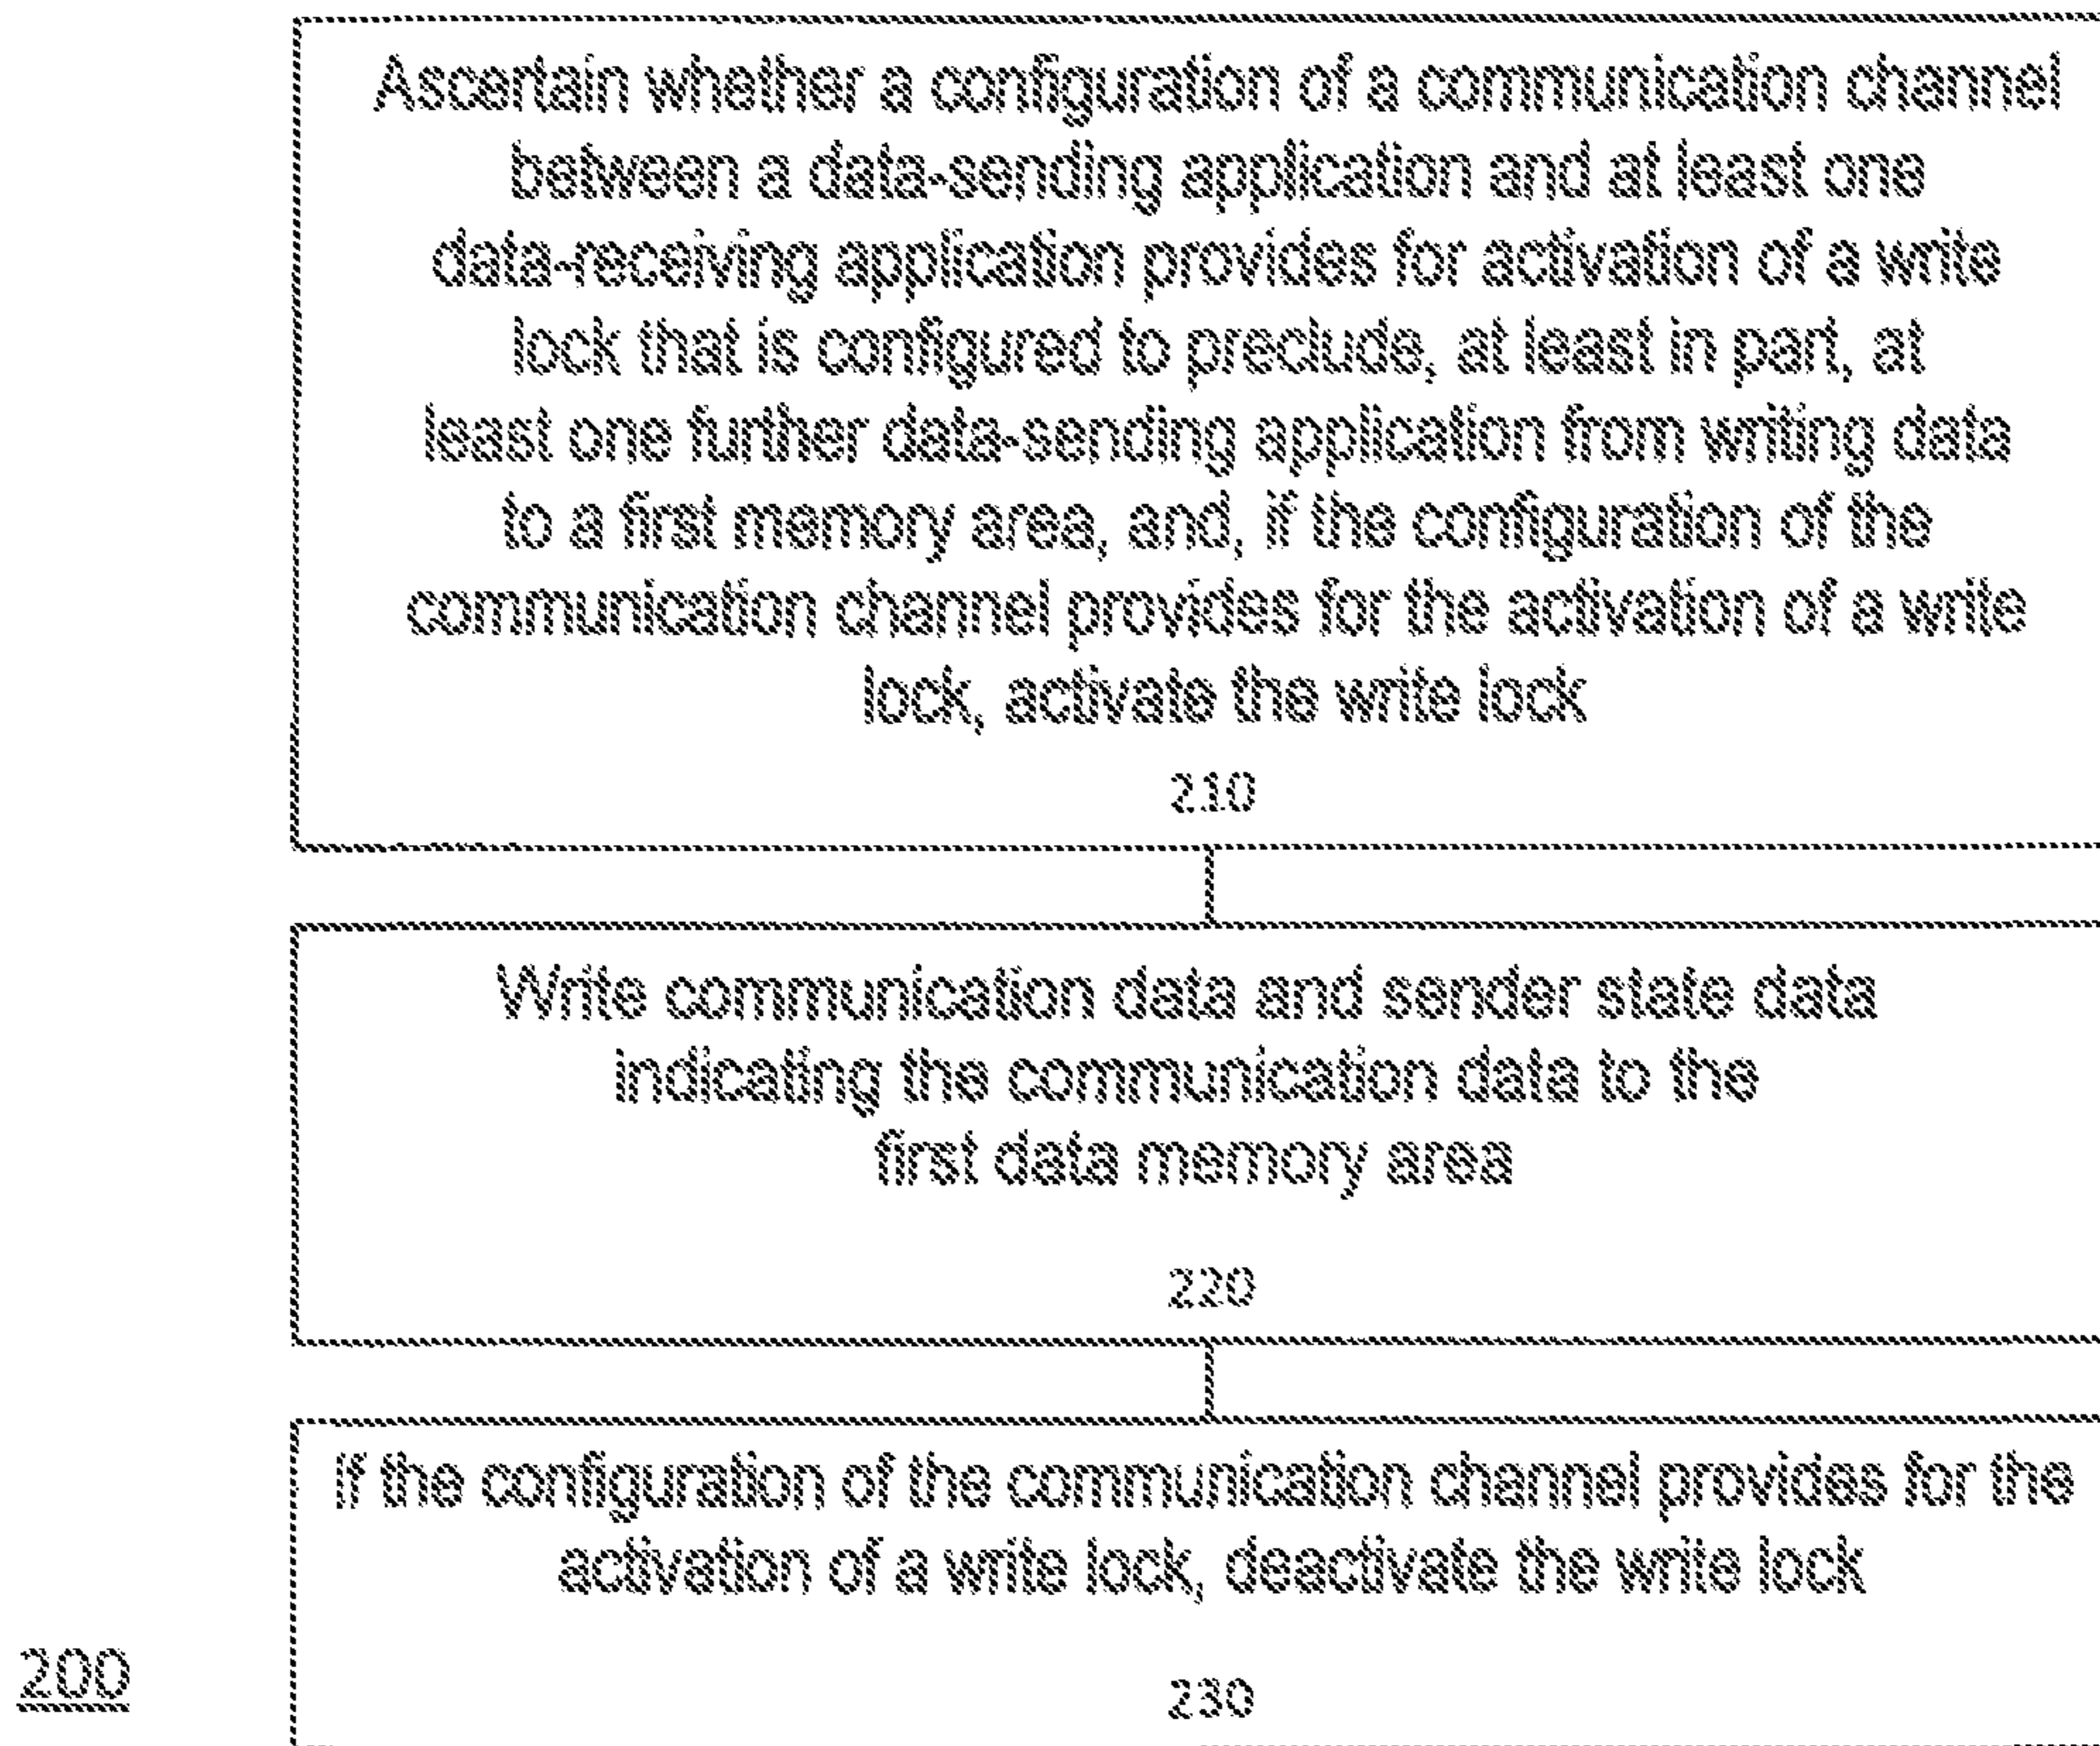 Ascertain whether a configuration of a communication channel
between a data-sending application and at least one
data-receiving application provides for activation of a write
lock that is configured to preclude, at least in part, at
least one further data-sending application from writing data
to a first memory area, and, if the configuration of the
communication channel provides for the activation of a write
lock, activate the write lock
210
Write communication data and sender state data
indicating the communication data to the
first data memory area
220
If the configuration of the communication channel provides for the
activation of a write lock, deactivate the write lock
230
200